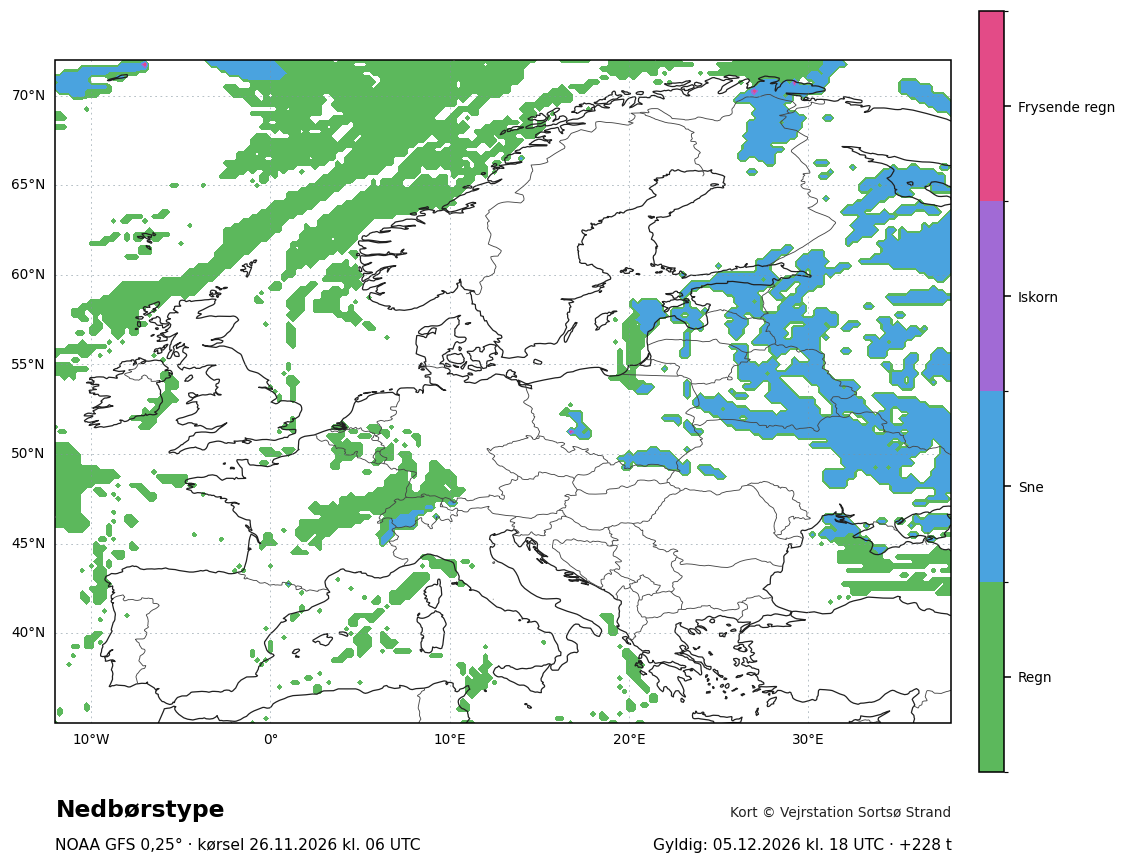 70°N
65°N
60°N
55°N
50°N
45°N
40°N
10°W
0°
10°E
20°E
30°E
Frysende regn
Iskorn
Sne
Regn
Nedbørstype
Kort © Vejrstation Sortsø Strand
NOAA GFS 0,25° · kørsel 26.11.2026 kl. 06 UTC
Gyldig: 05.12.2026 kl. 18 UTC · +228 t